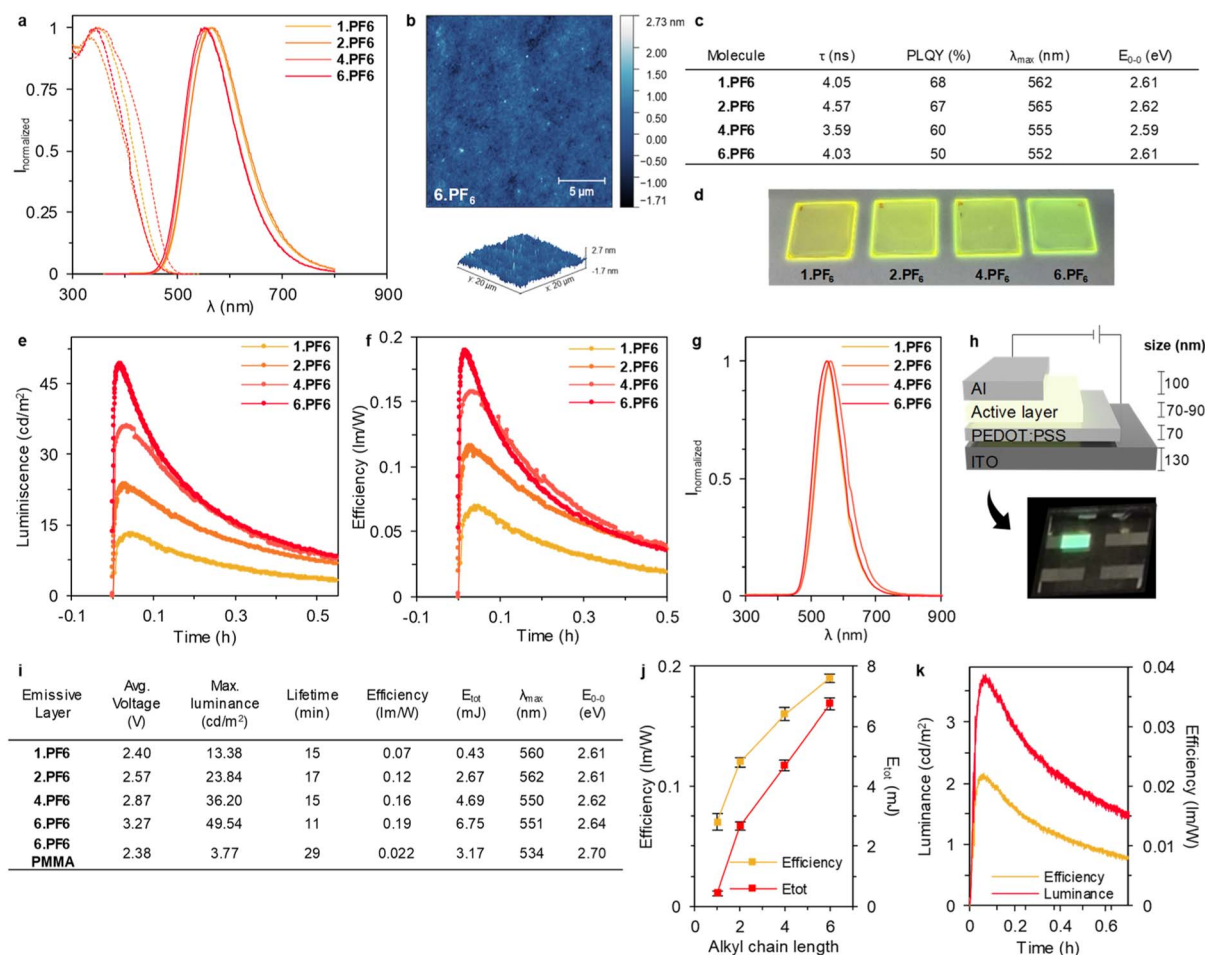 a
1.PF6
2.PF6
4.PF6
6.PF6
1
0.75
0.5
0.25
0
I normalized
300 500 700 900
λ (nm)
b
6.PF6
5 µm
2.73 nm
2.00
1.50
1.00
0.50
0.00
−0.50
−1.00
−1.71
2.7 nm
-1.7 nm
y: 20 µm
x: 20 µm
c
Molecule τ (ns) PLQY (%) λmax (nm) E0-0 (eV)
1.PF6 4.05 68 562 2.61
2.PF6 4.57 67 565 2.62
4.PF6 3.59 60 555 2.59
6.PF6 4.03 50 552 2.61
d
1.PF6 2.PF6 4.PF6 6.PF6
e
1.PF6
2.PF6
4.PF6
6.PF6
45
30
15
0
Luminiscence (cd/m²)
-0.1 0.1 0.3 0.5
Time (h)
f
1.PF6
2.PF6
4.PF6
6.PF6
0.2
0.15
0.1
0.05
0
Efficiency (lm/W)
-0.1 0.1 0.3 0.5
Time (h)
g
1.PF6
2.PF6
4.PF6
6.PF6
1
0.75
0.5
0.25
0
I normalized
300 500 700 900
λ (nm)
h
size (nm)
Al 100
Active layer 70-90
PEDOT:PSS 70
ITO 130
i
Emissive Layer Avg. Voltage (V) Max. luminance (cd/m²) Lifetime (min) Efficiency (lm/W) Etot (mJ) λmax (nm) E0-0 (eV)
1.PF6 2.40 13.38 15 0.07 0.43 560 2.61
2.PF6 2.57 23.84 17 0.12 2.67 562 2.61
4.PF6 2.87 36.20 15 0.16 4.69 550 2.62
6.PF6 3.27 49.54 11 0.19 6.75 551 2.64
6.PF6 PMMA 2.38 3.77 29 0.022 3.17 534 2.70
j
0.2
0.1
0
Efficiency (lm/W)
8
6
4
2
0
Etot (mJ)
Efficiency
Etot
0 2 4 6
Alkyl chain length
k
3
2
1
0
Luminance (cd/m²)
0.04
0.03
0.02
0.01
0
Efficiency (lm/W)
Efficiency
Luminance
0 0.2 0.4 0.6
Time (h)